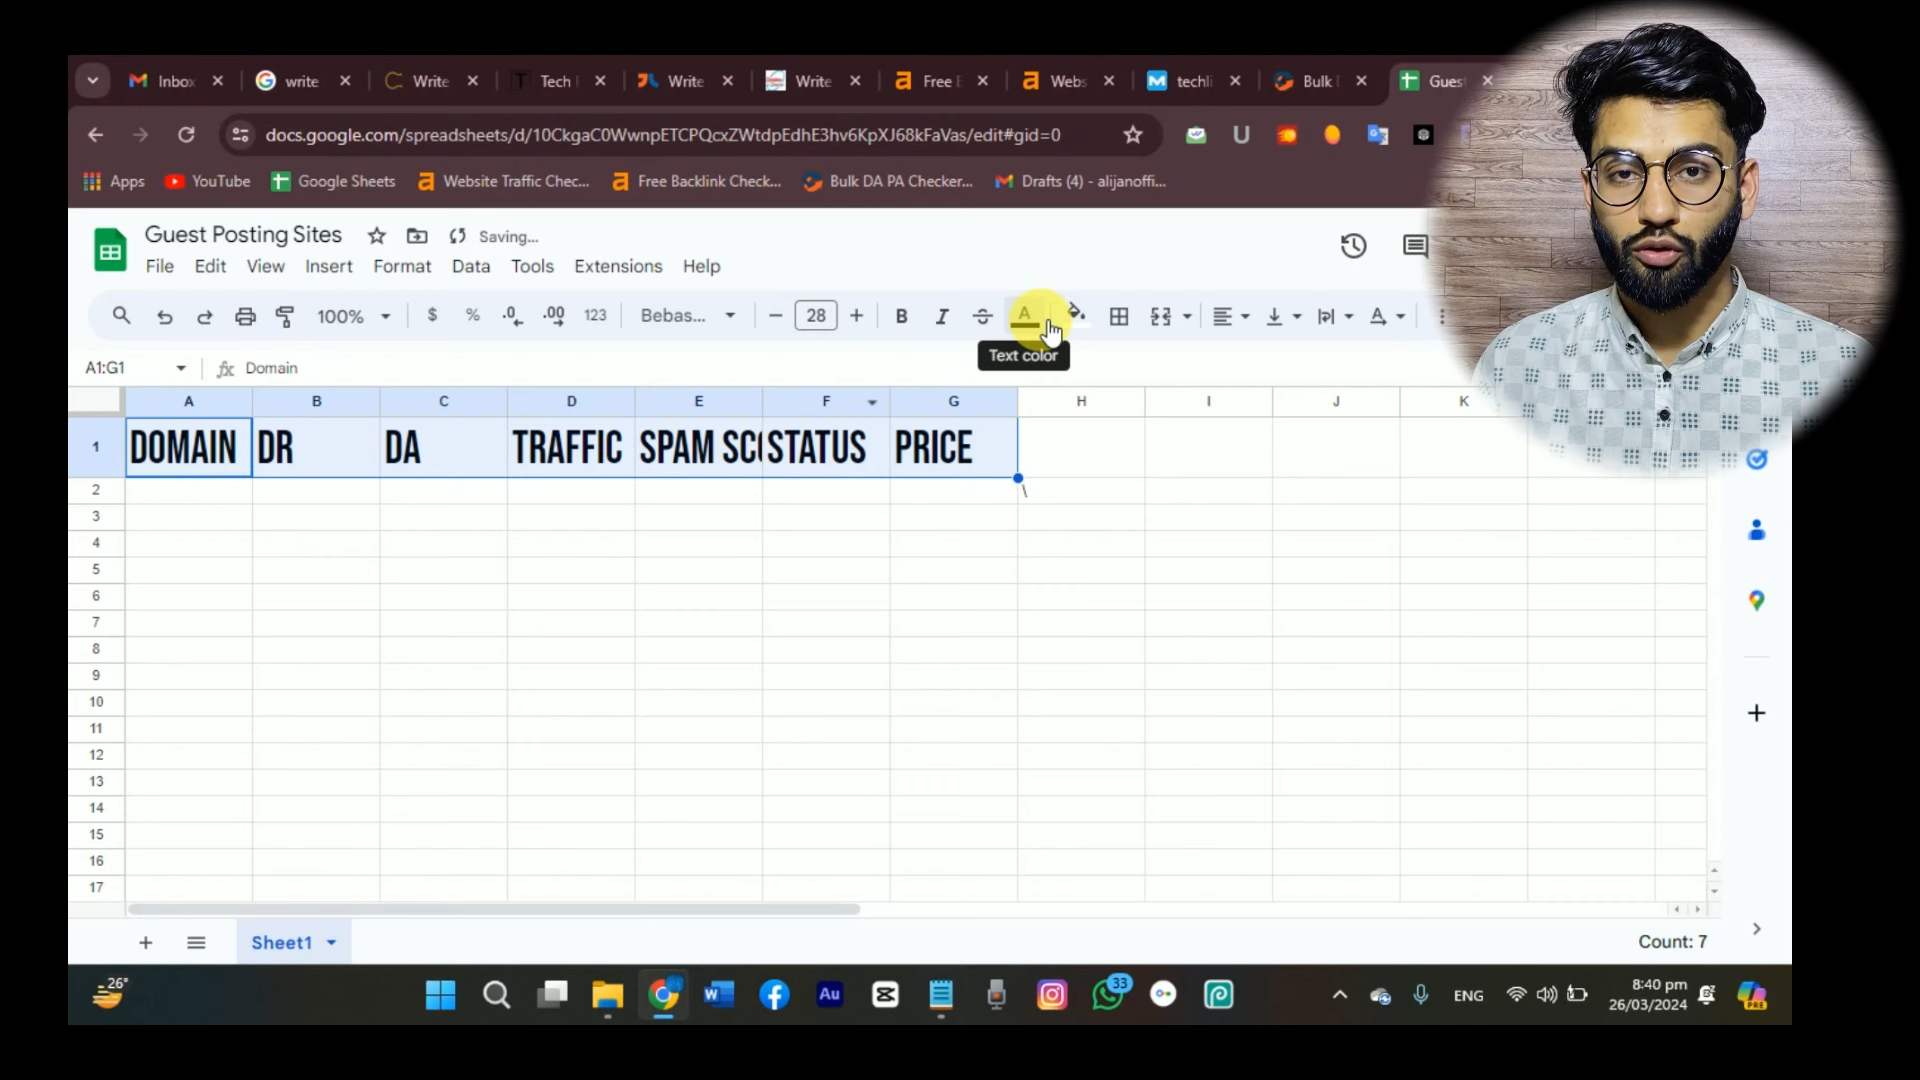 Inbox
write
Write
Tech
Write
Write
Free
Webs
techli
Bulk
Gues
docs.google.com/spreadsheets/d/10CkgaC0WwnpETCPQcxZWtdpEdhE3hv6KpXJ68kFaVas/edit#gid=0
Apps YouTube Google Sheets Website Traffic Chec... Free Backlink Check... Bulk DA PA Checker... Drafts (4) - alijanoffi...
Guest Posting Sites Saving...
File Edit View Insert Format Data Tools Extensions Help
100% $ % .0 .00 123 Bebas... 28 B I A
Text color
A1:G1 fx Domain
A B C D E F G H I J K
1 DOMAIN DR DA TRAFFIC SPAM SCO STATUS PRICE
\
2
3
4
5
6
7
8
9
10
11
12
13
14
15
16
17
Sheet1 Count: 7
26° W Au 33 ENG 8:40 pm
26/03/2024
PRE